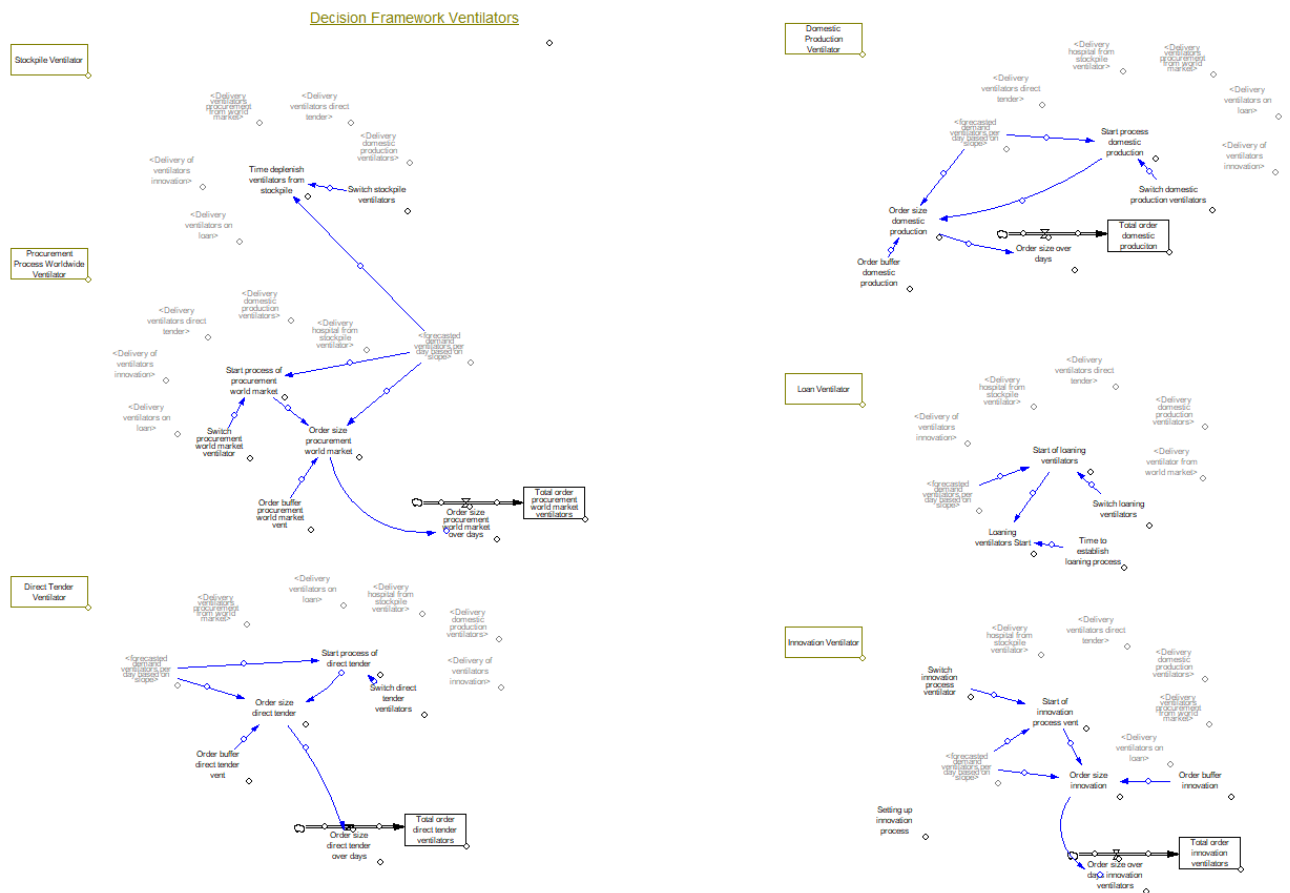 Decision Framework Ventilators
Stockpile Ventilator
<Delivery
ventilators
procurement
from world
market>
<Delivery
ventilators direct
tender>
<Delivery
domestic
production
ventilators>
<Delivery of
ventilators
innovation>
Time deplenish
ventilators from
stockpile
Switch stockpile
ventilators
<Delivery
ventilators on
loan>
Procurement
Process Worldwide
Ventilator
<Delivery
domestic
production
ventilators>
<Delivery
ventilators direct
tender>
<Delivery
hospital from
stockpile
ventilator>
<forecasted
demand
ventilators per
day based on
slope>
<Delivery of
ventilators
innovation>
Start process of
procurement
world market
<Delivery
ventilators on
loan>
Switch
procurement
world market
ventilator
Order size
procurement
world market
Order buffer
procurement
world market
vent
Order size
procurement
world market
over days
Total order
procurement
world market
ventilators
Direct Tender
Ventilator
<Delivery
ventilators
procurement
from world
market>
<Delivery
ventilators on
loan>
<Delivery
hospital from
stockpile
ventilator>
<Delivery
domestic
production
ventilators>
<forecasted
demand
ventilators per
day based on
slope>
Start process of
direct tender
<Delivery of
ventilators
innovation>
Switch direct
tender
ventilators
Order size
direct tender
Order buffer
direct tender
vent
Order size
direct tender
over days
Total order
direct tender
ventilators
Domestic
Production
Ventilator
<Delivery
hospital from
stockpile
ventilator>
<Delivery
ventilators
procurement
from world
market>
<Delivery
ventilators direct
tender>
<Delivery
ventilators on
loan>
<forecasted
demand
ventilators per
day based on
slope>
Start process
domestic
production
<Delivery of
ventilators
innovation>
Switch domestic
production ventilators
Order size
domestic
production
Order buffer
domestic
production
Order size over
days
Total order
domestic
produciton
Loan Ventilator
<Delivery
ventilators direct
tender>
<Delivery
hospital from
stockpile
ventilator>
<Delivery
domestic
production
ventilators>
<Delivery of
ventilators
innovation>
Start of loaning
ventilators
<Delivery
ventilator from
world market>
<forecasted
demand
ventilators per
day based on
slope>
Switch loaning
ventilators
Loaning
ventilators Start
Time to
establish
loaning process
Innovation Ventilator
<Delivery
hospital from
stockpile
ventilator>
<Delivery
ventilators direct
tender>
<Delivery
domestic
production
ventilators>
Switch
innovation
process
ventilator
Start of
innovation
process vent
<Delivery
ventilators
procurement
from world
market>
<Delivery
ventilators on
loan>
<forecasted
demand
ventilators per
day based on
slope>
Order size
innovation
Order buffer
innovation
Setting up
innovation
process
Order size over
days innovation
ventilators
Total order
innovation
ventilators